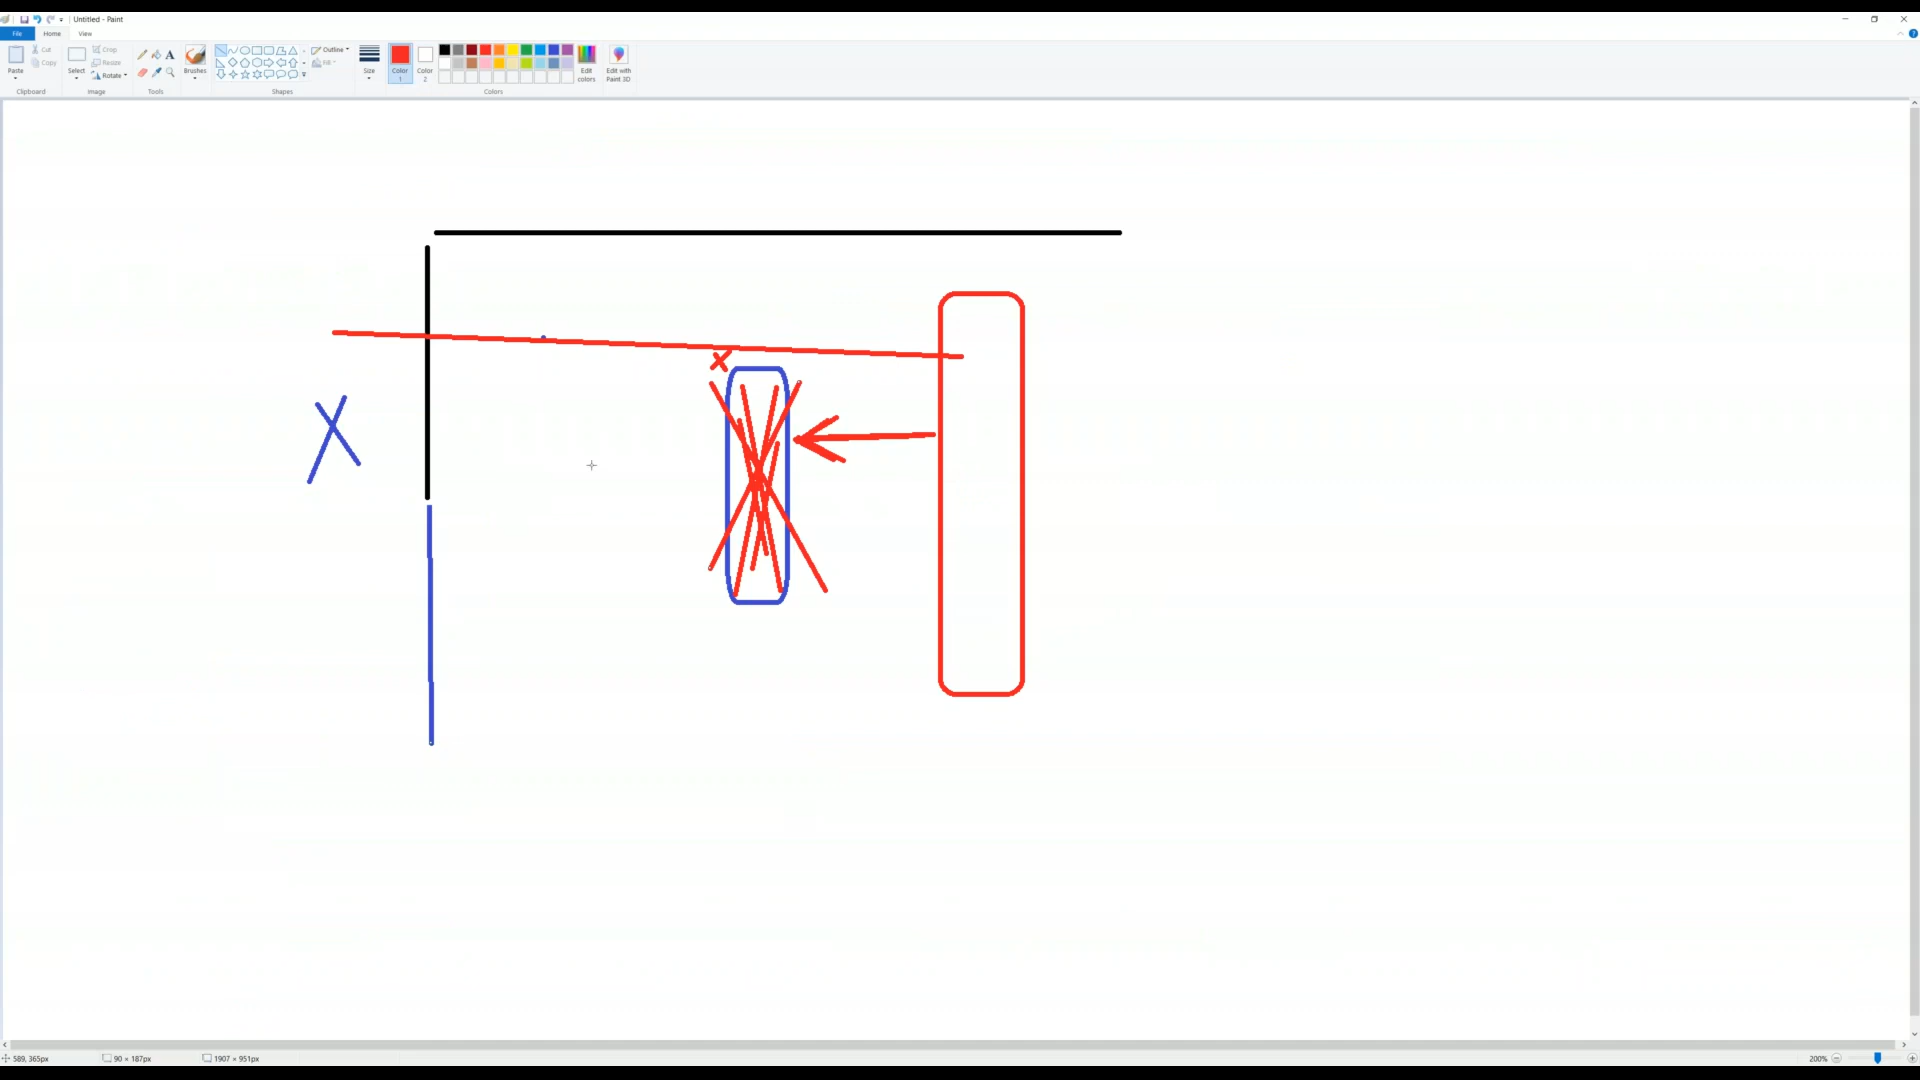 Untitled - Paint
File
Home
View
Paste
Cut
Copy
Clipboard
Select
Crop
Resize
Rotate
Image
Tools
Brushes
Shapes
Outline
Fill
Size
Color
1
Color
2
Colors
Edit
colors
Edit with
Paint 3D
X
x
589, 365px
90 × 187px
1907 × 951px
200%